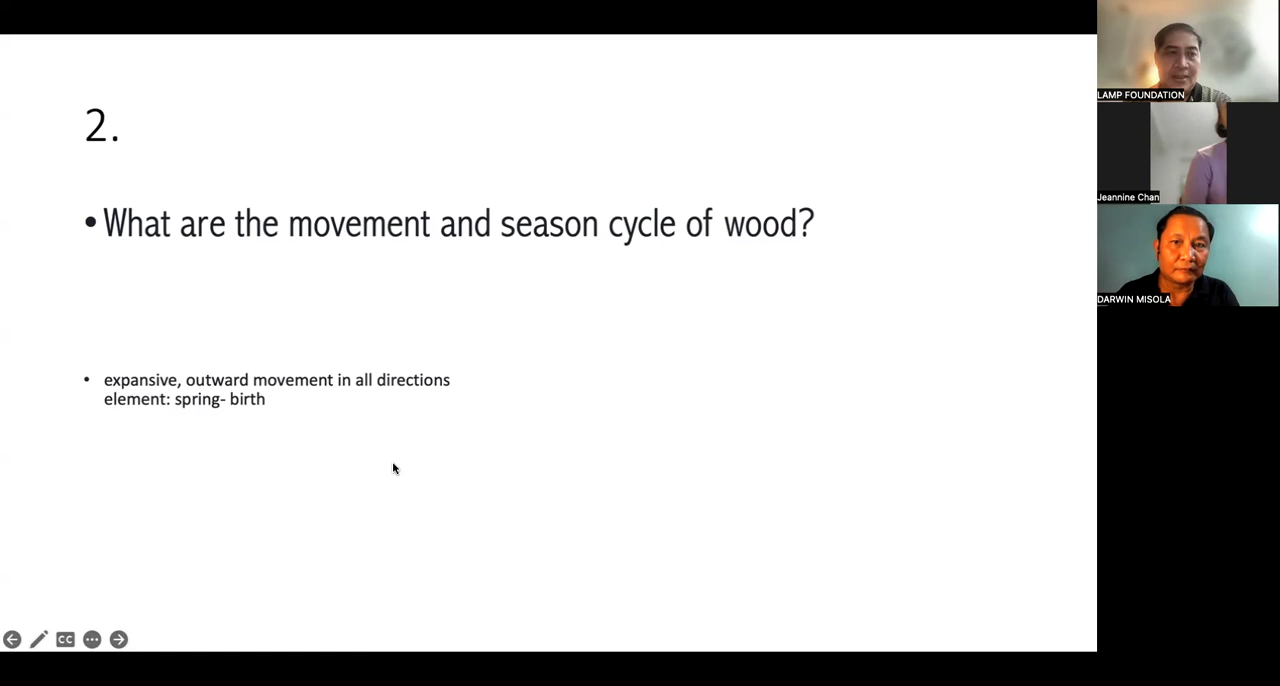 2.
• What are the movement and season cycle of wood?
• expansive, outward movement in all directions
element: spring- birth
CC
LAMP FOUNDATION
Jeannine Chan
DARWIN MISOLA